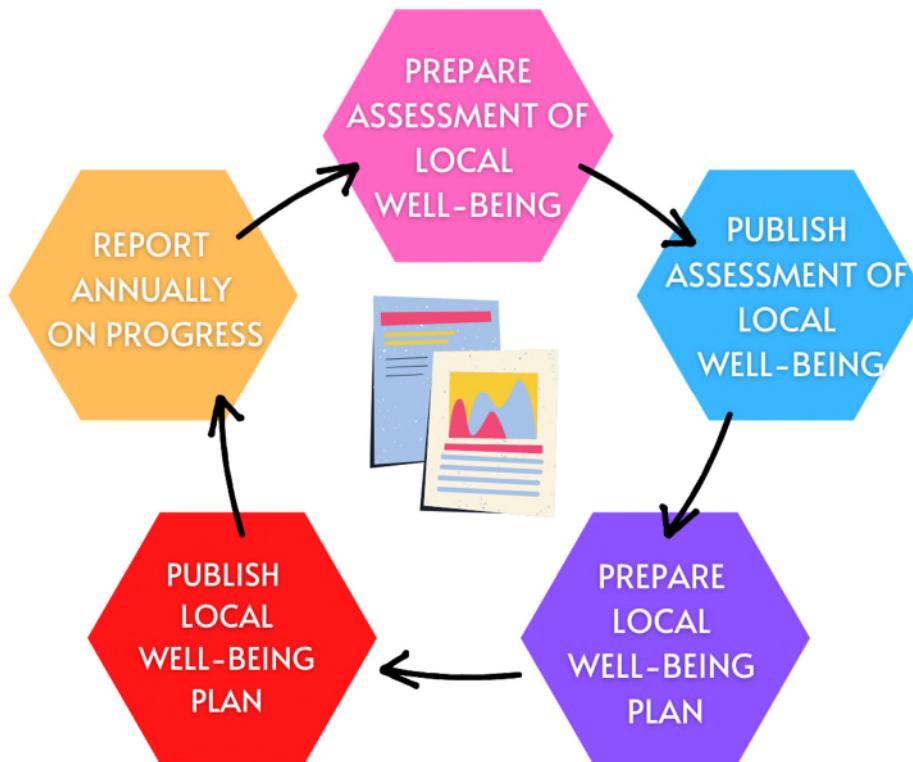 PREPARE
ASSESSMENT OF
LOCAL
WELL-BEING
PUBLISH
ASSESSMENT OF
LOCAL
WELL-BEING
PREPARE
LOCAL
WELL-BEING
PLAN
PUBLISH
LOCAL
WELL-BEING
PLAN
REPORT
ANNUALLY
ON PROGRESS